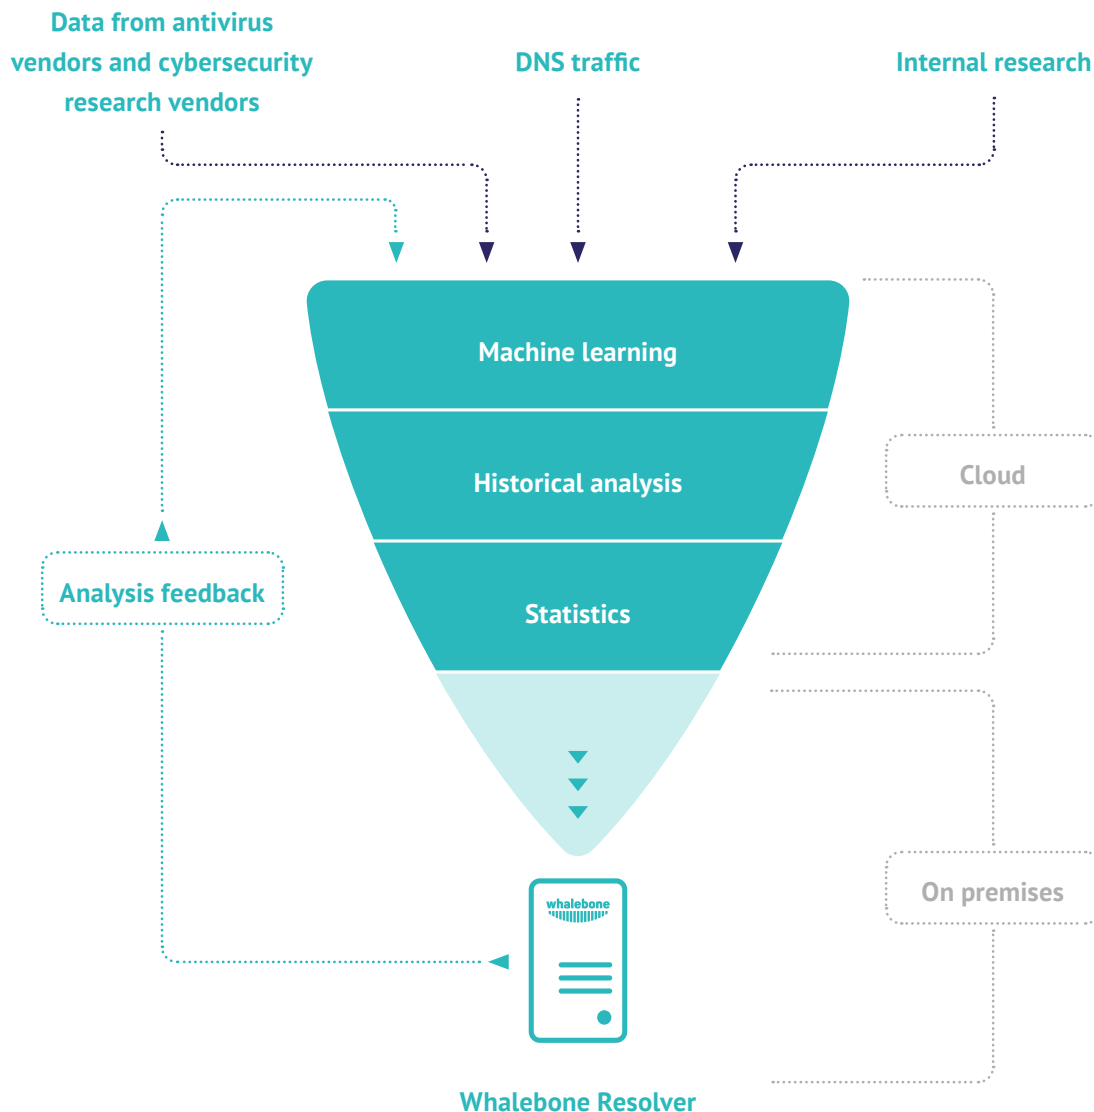 Data from antivirus
vendors and cybersecurity
research vendors
DNS traffic
Internal research
Machine learning
Historical analysis
Cloud
Analysis feedback
Statistics
On premises
whalebone
Whalebone Resolver